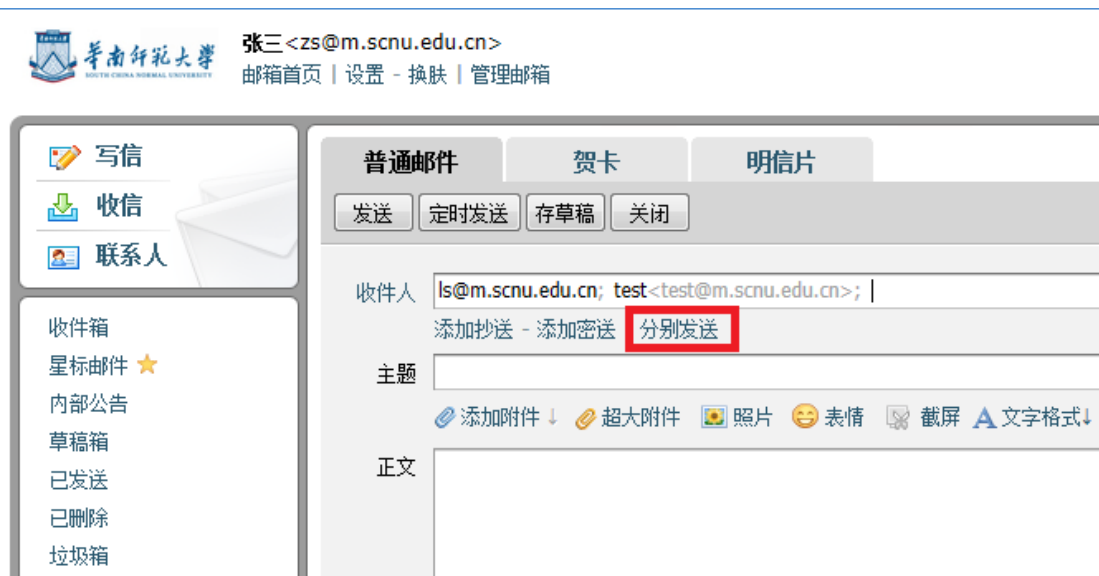 華南師範大學 张三<zs@m.scnu.edu.cn>
SOUTH CHINA NORMAL UNIVERSITY
邮箱首页 | 设置 - 换肤 | 管理邮箱
写信
收信
联系人
收件箱
星标邮件
内部公告
草稿箱
已发送
已删除
垃圾箱
普通邮件 贺卡 明信片
发送 定时发送 存草稿 关闭
收件人 ls@m.scnu.edu.cn; test<test@m.scnu.edu.cn>;
添加抄送 - 添加密送 分别发送
主题
添加附件↓ 超大附件 照片 表情 截屏 A 文字格式↓
正文